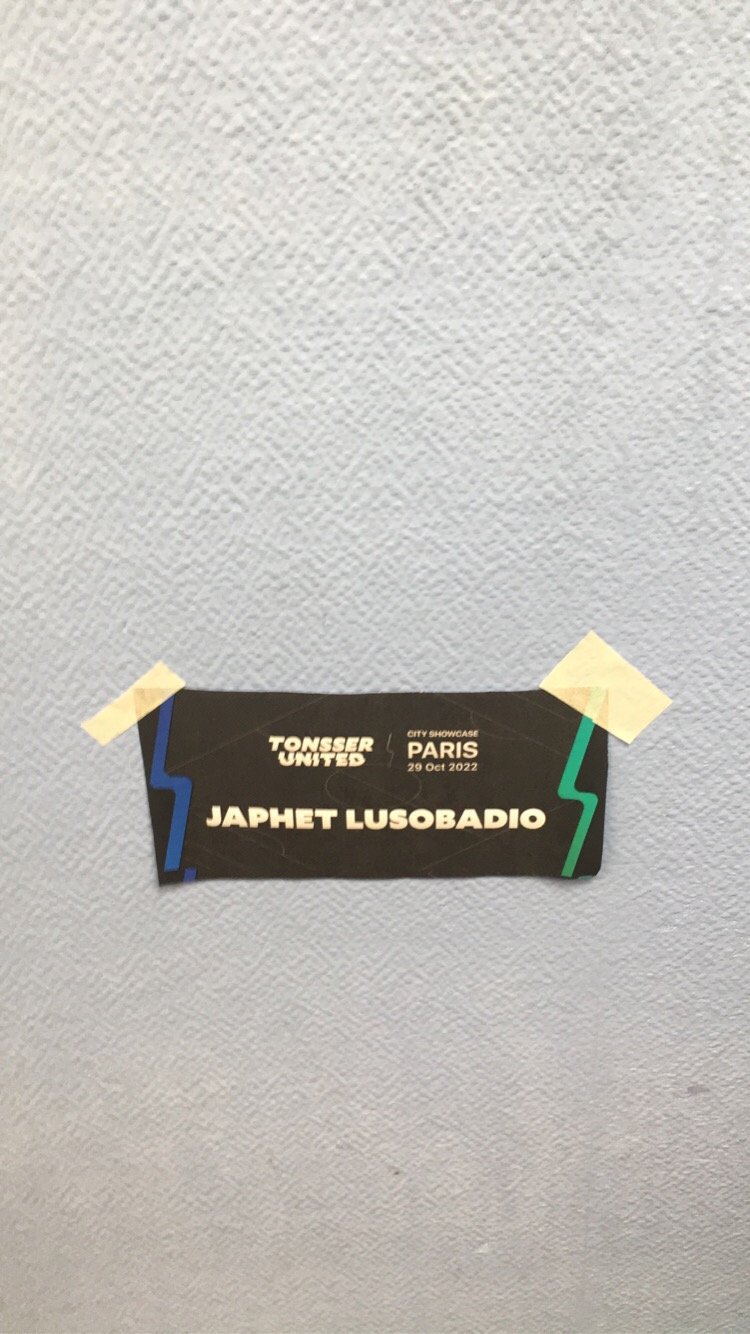 TONSSER
UNITED
CITY SHOWCASE
PARIS
29 Oct 2022
JAPHET LUSOBADIO